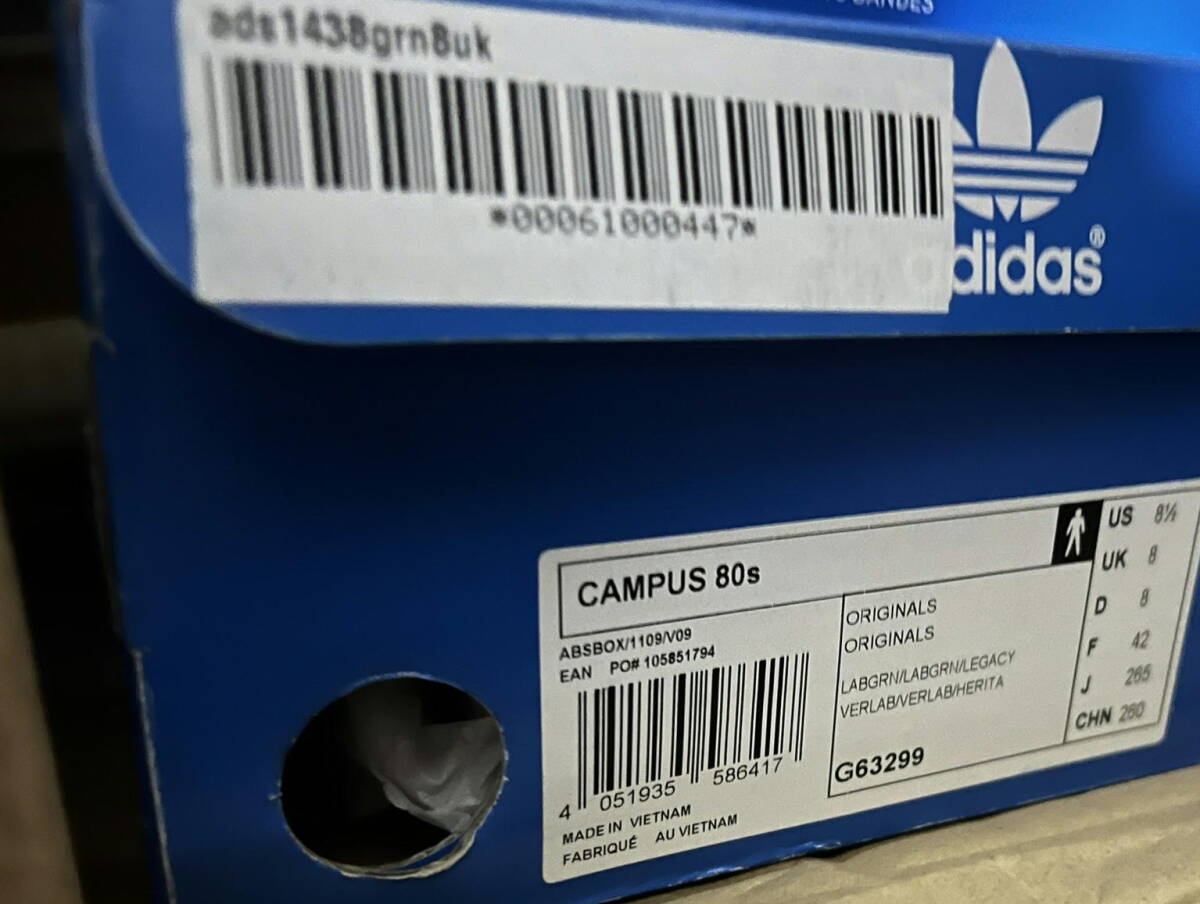 ads1438grn8uk
*00061000447*
adidas®
CAMPUS 80s
ABSBOX/1109/V09
EAN PO# 105851794
4 051935 586417
MADE IN VIETNAM
FABRIQUÉ AU VIETNAM
ORIGINALS
ORIGINALS
LABGRN/LABGRN/LEGACY
VERLAB/VERLAB/HERITA
G63299
US 8½
UK 8
D 8
F 42
J 265
CHN 260